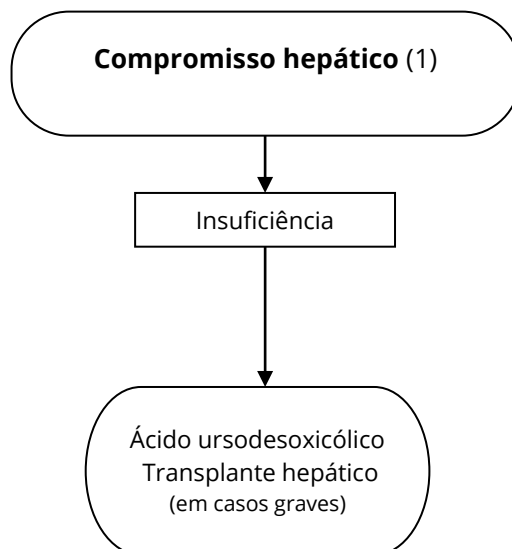 Compromisso hepático (1)
Insuficiência
Ácido ursodesoxicólico
Transplante hepático
(em casos graves)